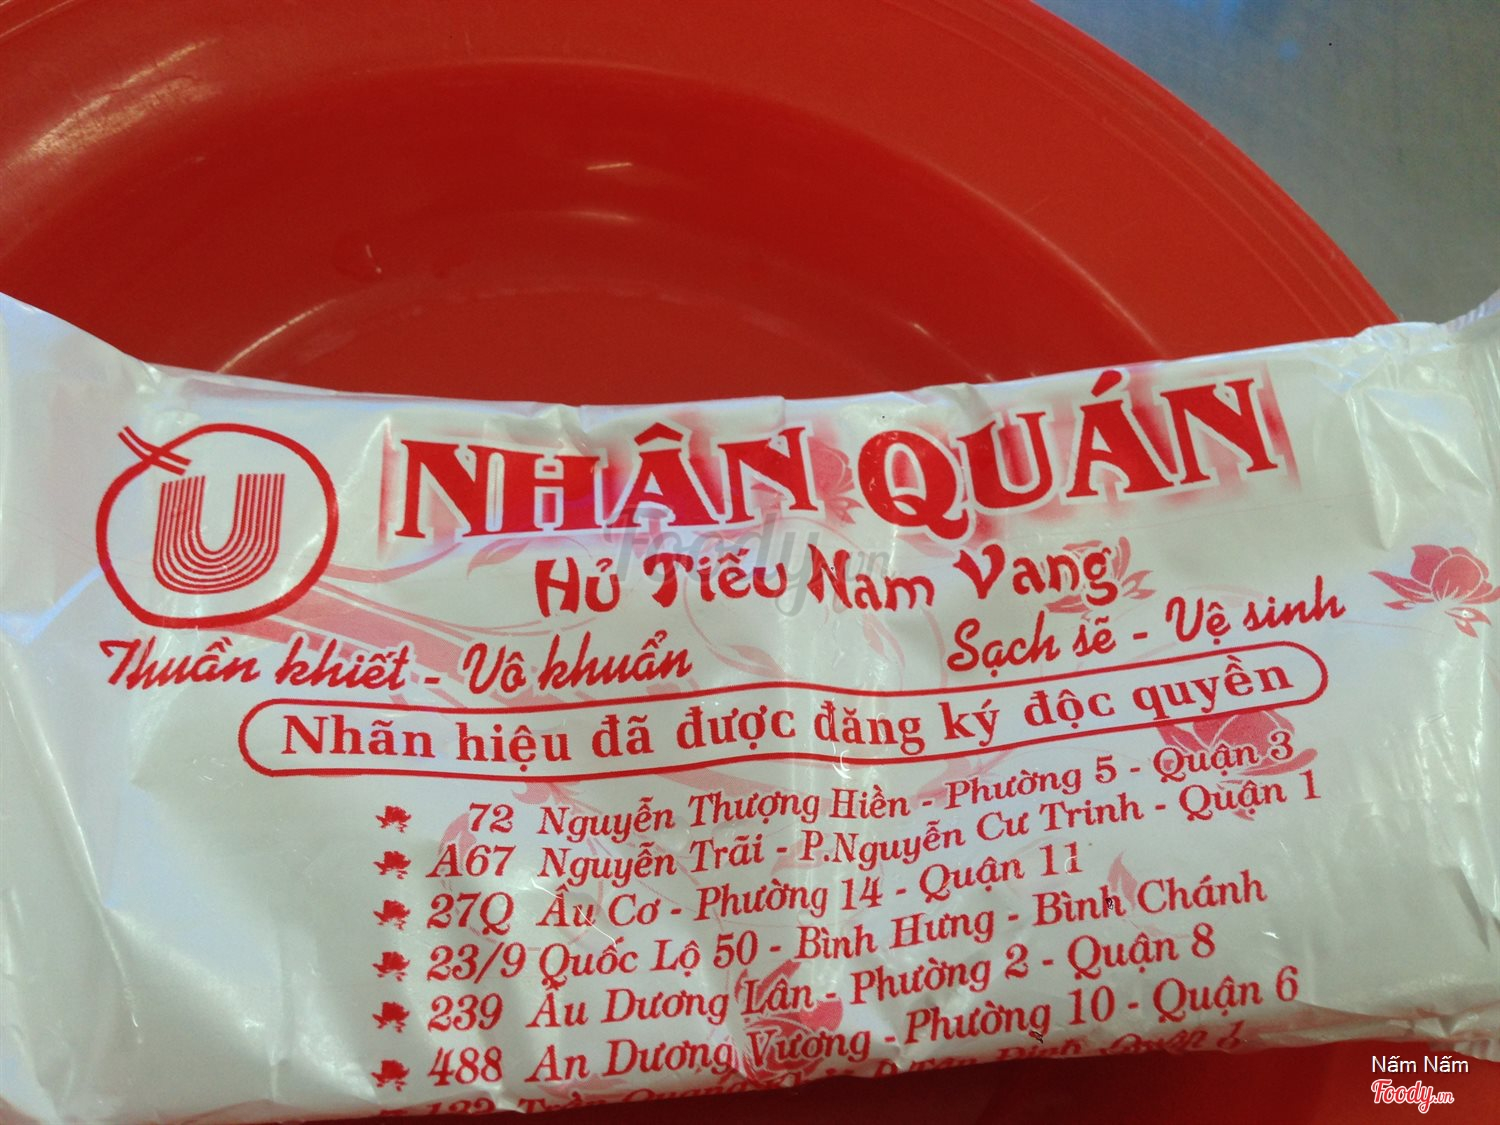 U
NHÂN QUÁN
Hủ Tiếu Nam Vang
Thuần khiết - Vô khuẩn
Sạch sẽ - Vệ sinh
Nhãn hiệu đã được đăng ký độc quyền
72 Nguyễn Thượng Hiền - Phường 5 - Quận 3
A67 Nguyễn Trãi - P.Nguyễn Cư Trinh - Quận 1
27Q Âu Cơ - Phường 14 - Quận 11
23/9 Quốc Lộ 50 - Bình Hưng - Bình Chánh
239 Âu Dương Lân - Phường 2 - Quận 8
488 An Dương Vương - Phường 10 - Quận 6
Foody.vn
Nấm Nấm
Foody.vn